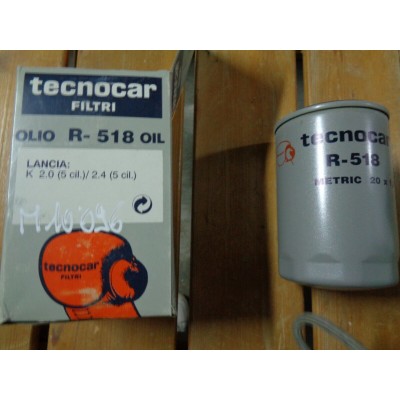 tecnocar
FILTRI
OLIO R- 518 OIL
LANCIA:
K 2.0 (5 cil.)/ 2.4 (5 cil.)
tecnocar
FILTRI
tecnocar
R-518
METRIC 20 x